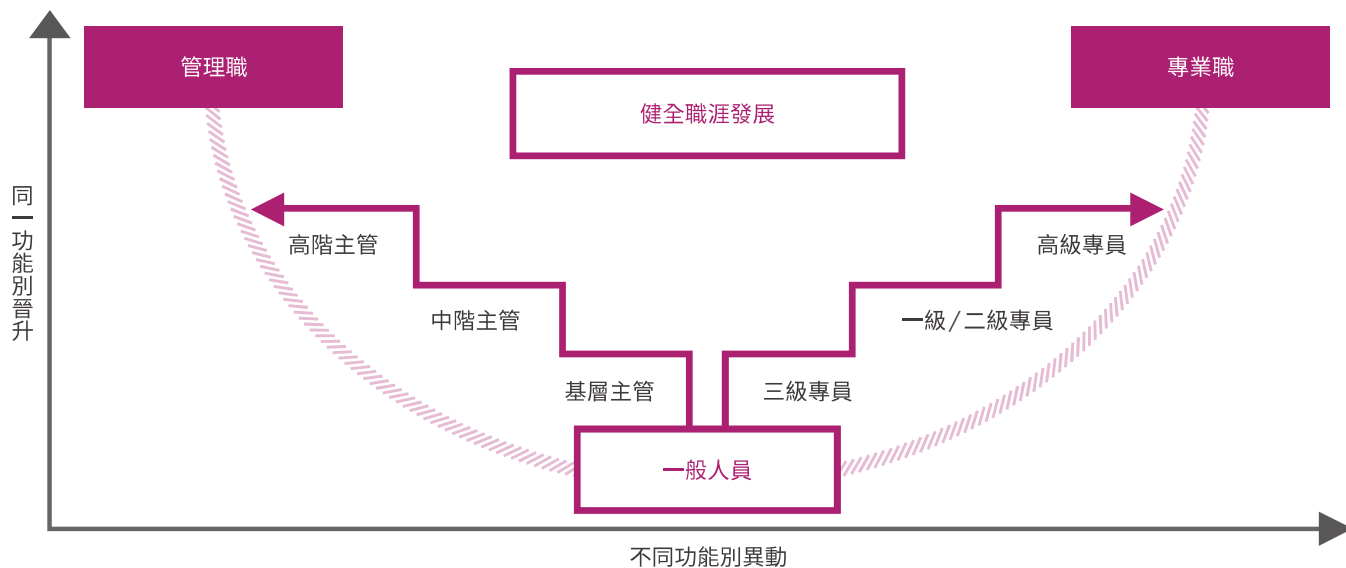 管理職
專業職
健全職涯發展
同一功能別晉升
高階主管
高級專員
中階主管
一級/二級專員
基層主管
三級專員
一般人員
不同功能別異動